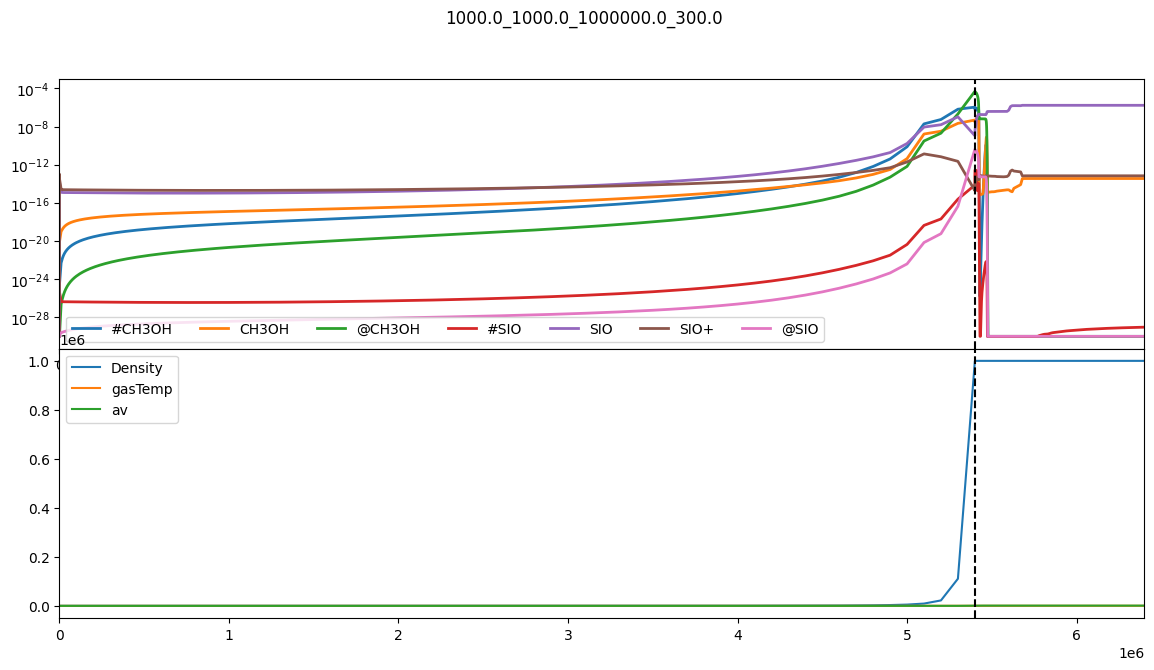 1000.0_1000.0_1000000.0_300.0
10⁻⁴
10⁻⁸
10⁻¹²
10⁻¹⁶
10⁻²⁰
10⁻²⁴
10⁻²⁸
#CH3OH CH3OH @CH3OH #SIO SIO SIO+ @SIO
1e6
1.0
0.8
0.6
0.4
0.2
0.0
Density
gasTemp
av
0 1 2 3 4 5 6
1e6